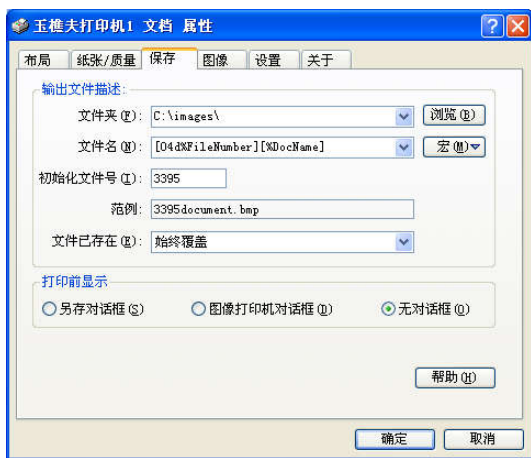 玉樵夫打印机1 文档 属性
布局 纸张/质量 保存 图像 设置 关于
输出文件描述:
文件夹(F): C:\images\ 浏览(B)
文件名(N): [04d%FileNumber][%DocName] 宏(M)
初始化文件号(I): 3395
范例: 3395document.bmp
文件已存在(E): 始终覆盖
打印前显示
另存对话框(S) 图像打印机对话框(D) 无对话框(O)
帮助(H)
确定 取消